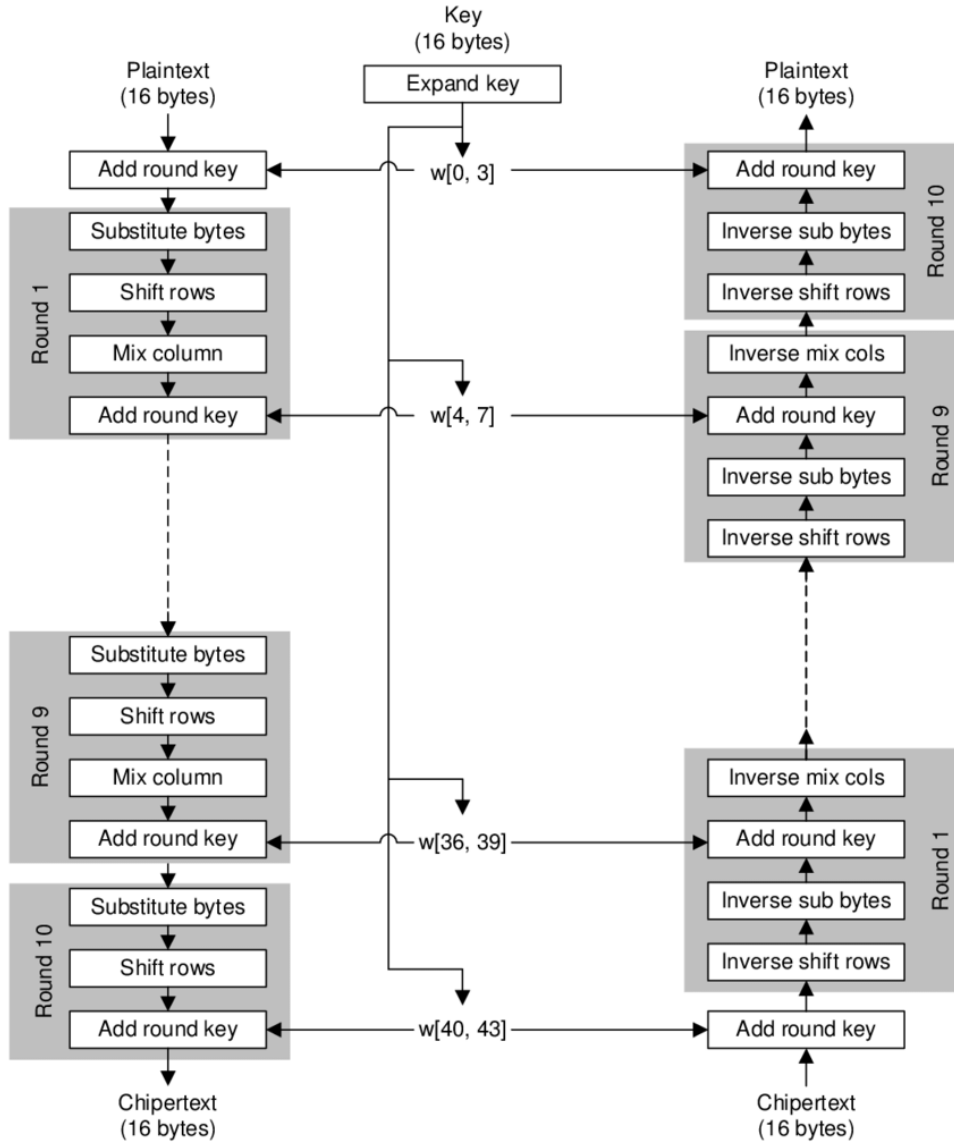 Key
(16 bytes)
Expand key
Plaintext
(16 bytes)
Add round key
Round 1
Substitute bytes
Shift rows
Mix column
Add round key
Round 9
Substitute bytes
Shift rows
Mix column
Add round key
Round 10
Substitute bytes
Shift rows
Add round key
Chipertext
(16 bytes)
w[0, 3]
w[4, 7]
w[36, 39]
w[40, 43]
Plaintext
(16 bytes)
Add round key
Inverse sub bytes
Inverse shift rows
Round 10
Inverse mix cols
Add round key
Inverse sub bytes
Inverse shift rows
Round 9
Inverse mix cols
Add round key
Inverse sub bytes
Inverse shift rows
Round 1
Add round key
Chipertext
(16 bytes)